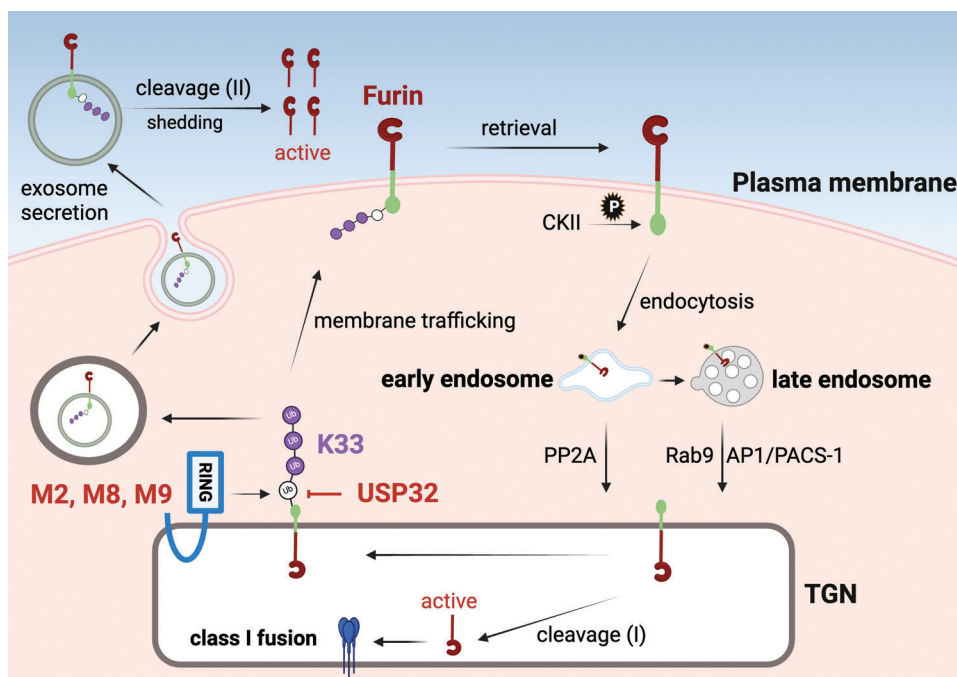 cleavage (II)
shedding
active
Furin
retrieval
Plasma membrane
exosome
secretion
P
CKII
membrane trafficking
endocytosis
early endosome
late endosome
K33
Ub
Ub
Ub
Ub
PP2A
Rab9
AP1/PACS-1
M2, M8, M9
RING
USP32
TGN
active
class I fusion
cleavage (I)